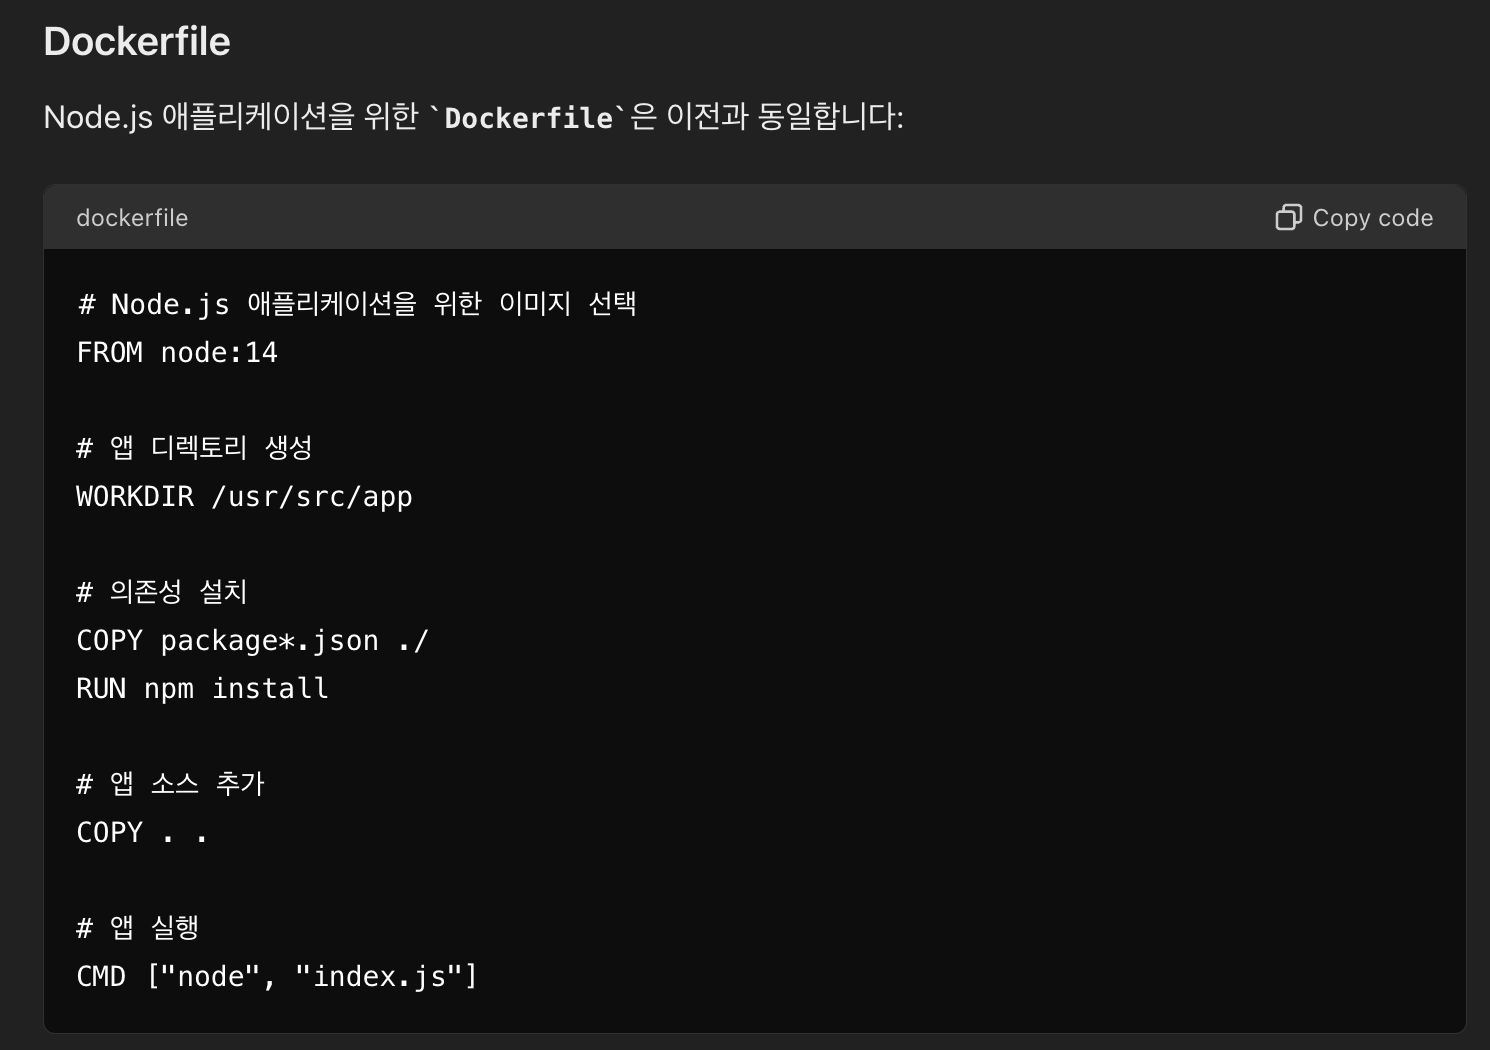 Dockerfile
Node.js 애플리케이션을 위한 `Dockerfile`은 이전과 동일합니다:
dockerfile
Copy code
# Node.js 애플리케이션을 위한 이미지 선택
FROM node:14
# 앱 디렉토리 생성
WORKDIR /usr/src/app
# 의존성 설치
COPY package*.json ./
RUN npm install
# 앱 소스 추가
COPY . .
# 앱 실행
CMD ["node", "index.js"]